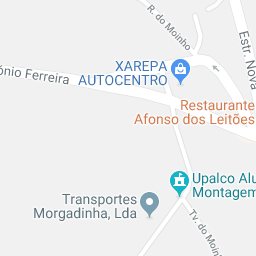 R. do Moinho
Estr. Nova
XAREPA
AUTOCENTRO
ónio Ferreira
Restaurante
Afonso dos Leitões
Upalco Alu
Montagem
Transportes
Morgadinha, Lda
Tv. do Moin